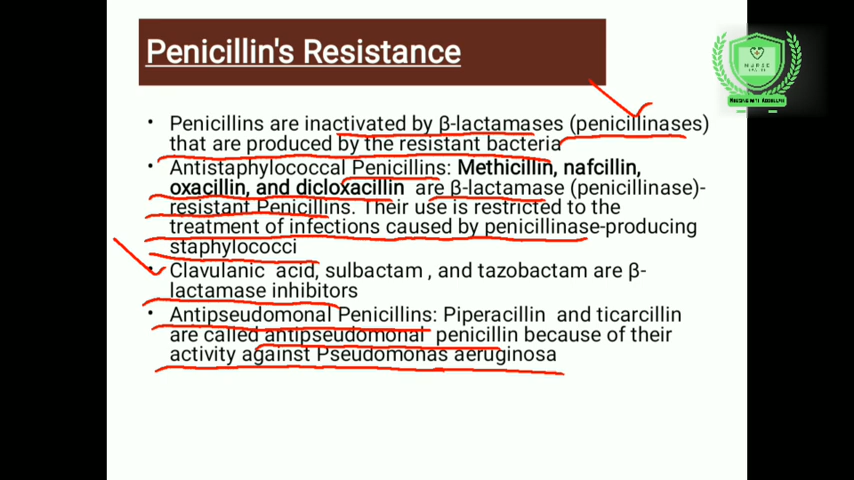 Penicillin's Resistance
NURSE
• Penicillins are inactivated by β-lactamases (penicillinases)
that are produced by the resistant bacteria
• Antistaphylococcal Penicillins: Methicillin, nafcillin,
oxacillin, and dicloxacillin are β-lactamase (penicillinase)-
resistant Penicillins. Their use is restricted to the
treatment of infections caused by penicillinase-producing
staphylococci
• Clavulanic acid, sulbactam , and tazobactam are β-
lactamase inhibitors
• Antipseudomonal Penicillins: Piperacillin and ticarcillin
are called antipseudomonal penicillin because of their
activity against Pseudomonas aeruginosa